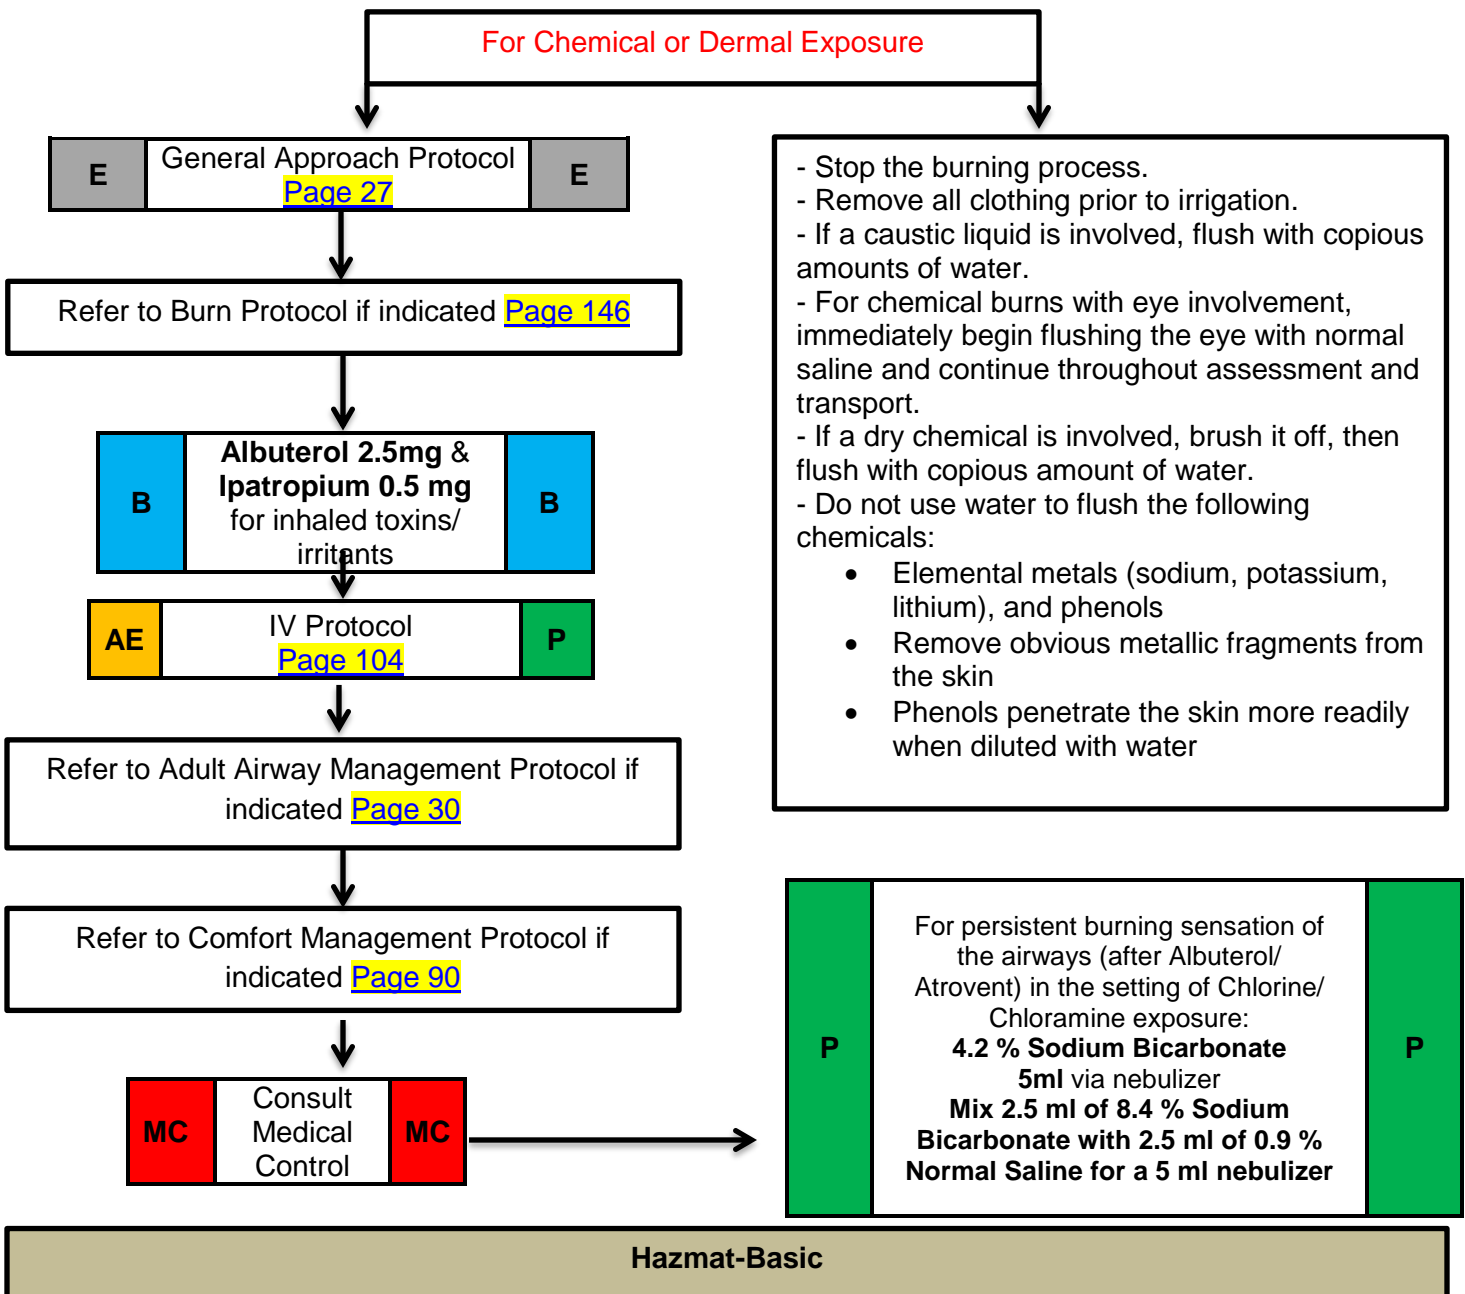 For Chemical or Dermal Exposure
E
General Approach Protocol
Page 27
E
Refer to Burn Protocol if indicated Page 146
B
Albuterol 2.5mg &
Ipatropium 0.5 mg
for inhaled toxins/
irritants
B
AE
IV Protocol
Page 104
P
Refer to Adult Airway Management Protocol if
indicated Page 30
Refer to Comfort Management Protocol if
indicated Page 90
MC
Consult
Medical
Control
MC
- Stop the burning process.
- Remove all clothing prior to irrigation.
- If a caustic liquid is involved, flush with copious
amounts of water.
- For chemical burns with eye involvement,
immediately begin flushing the eye with normal
saline and continue throughout assessment and
transport.
- If a dry chemical is involved, brush it off, then
flush with copious amount of water.
- Do not use water to flush the following
chemicals:
• Elemental metals (sodium, potassium,
lithium), and phenols
• Remove obvious metallic fragments from
the skin
• Phenols penetrate the skin more readily
when diluted with water
P
For persistent burning sensation of
the airways (after Albuterol/
Atrovent) in the setting of Chlorine/
Chloramine exposure:
4.2 % Sodium Bicarbonate
5ml via nebulizer
Mix 2.5 ml of 8.4 % Sodium
Bicarbonate with 2.5 ml of 0.9 %
Normal Saline for a 5 ml nebulizer
P
Hazmat-Basic